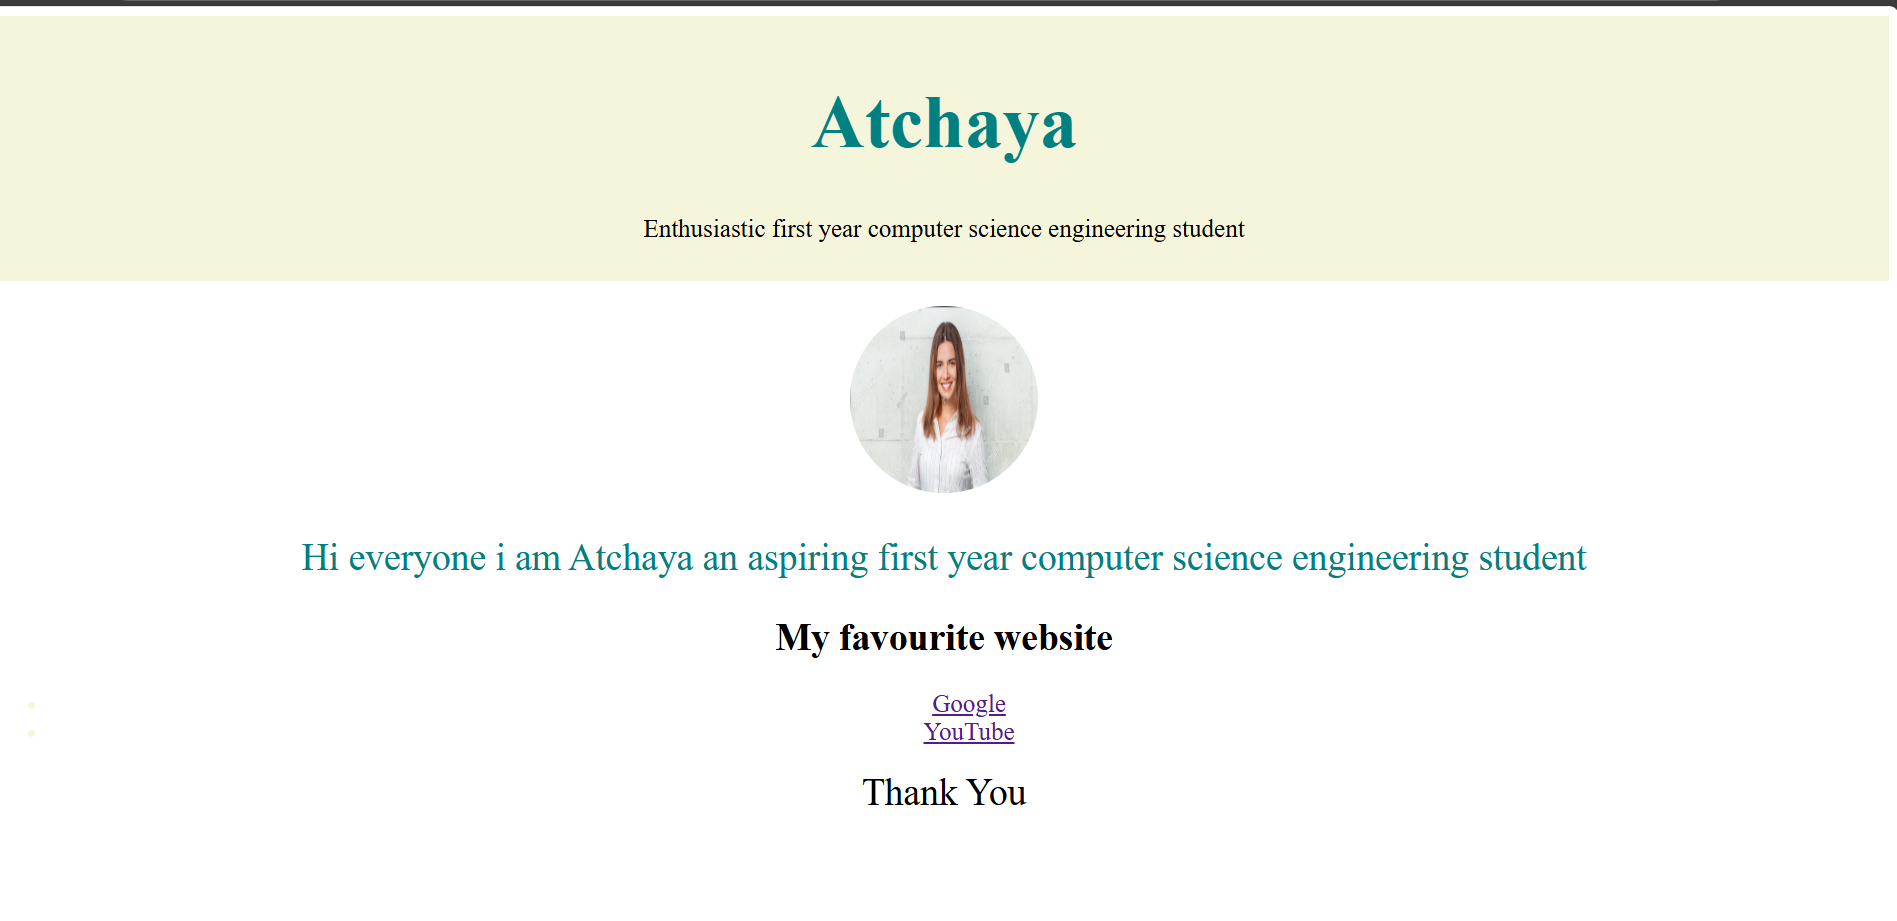 Atchaya
Enthusiastic first year computer science engineering student
Hi everyone i am Atchaya an aspiring first year computer science engineering student
My favourite website
Google
YouTube
Thank You